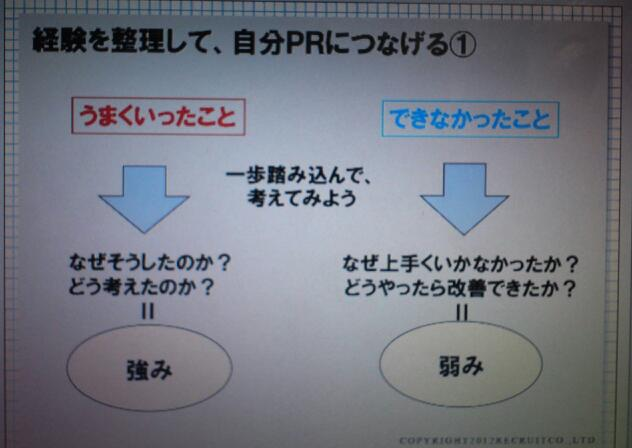 経験を整理して、自分PRにつなげる①
うまくいったこと
できなかったこと
一歩踏み込んで、
考えてみよう
なぜそうしたのか?
どう考えたのか?
なぜ上手くいかなかったか?
どうやったら改善できたか?
=
=
強み
弱み
COPYRIGHT2012RECRUITCO.,LTD